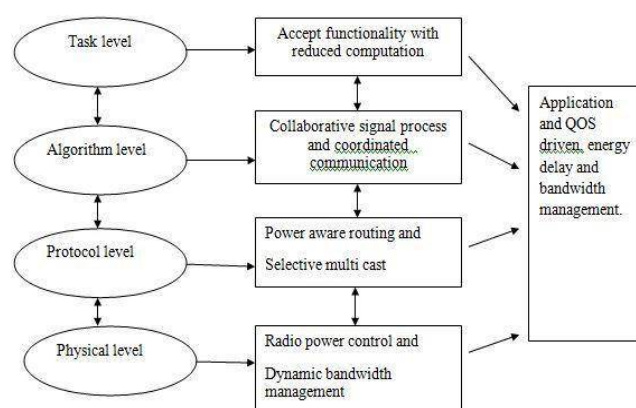 Task level
Accept functionality with
reduced computation
Algorithm level
Collaborative signal process
and coordinated
communication
Protocol level
Power aware routing and
Selective multi cast
Physical level
Radio power control and
Dynamic bandwidth
management
Application
and QOS
driven energy
delay and
bandwidth
management.